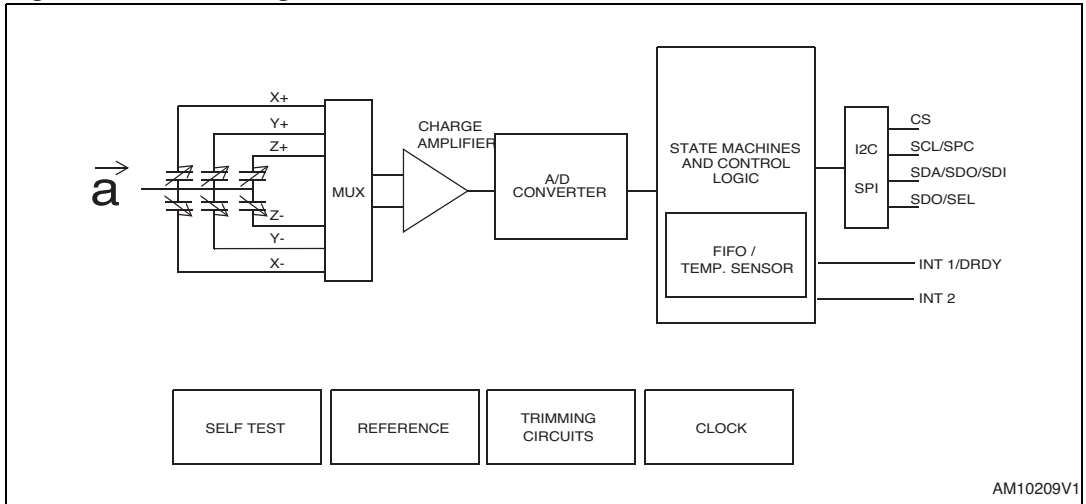 X+
Y+
Z+
a
Z-
Y-
X-
MUX
CHARGE
AMPLIFIER
A/D
CONVERTER
STATE MACHINES
AND CONTROL
LOGIC
FIFO /
TEMP. SENSOR
I2C
SPI
CS
SCL/SPC
SDA/SDO/SDI
SDO/SEL
INT 1/DRDY
INT 2
SELF TEST
REFERENCE
TRIMMING
CIRCUITS
CLOCK
AM10209V1